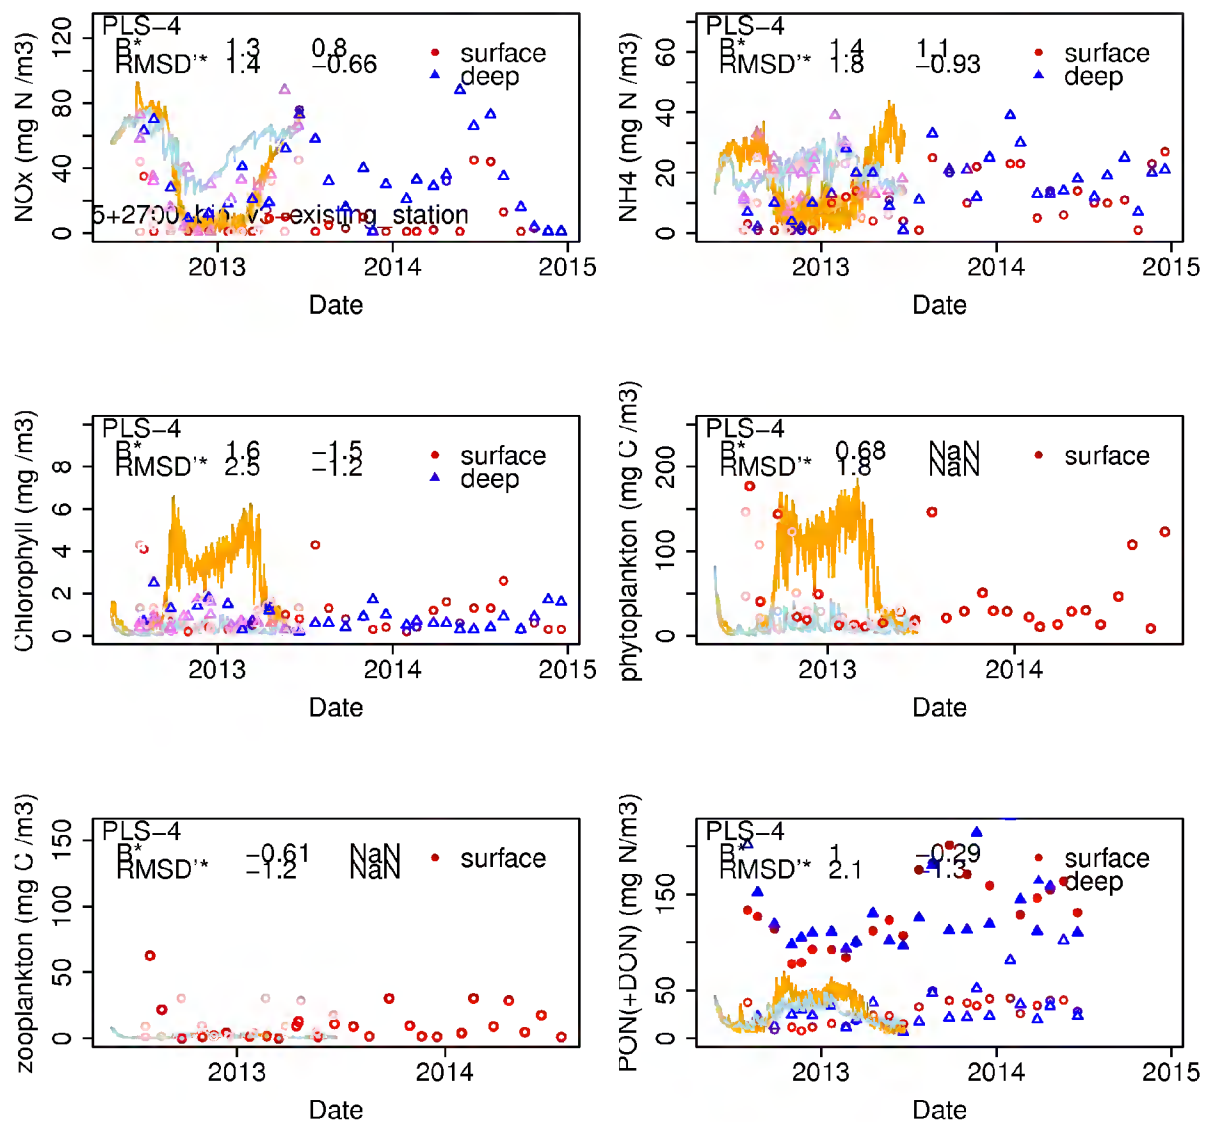 PLS−4
B* 1.3 0.8
RMSD'* 1.4 −0.66
surface
deep
NOx (mg N /m3)
0 40 80 120
5+2700
v3−existing_station
2013 2014 2015
Date
PLS−4
B* 1.4 1.1
RMSD'* 1.8 −0.93
surface
deep
NH4 (mg N /m3)
0 20 40 60
2013 2014 2015
Date
PLS−4
B* 1.6 −1.5
RMSD'* 2.5 −1.2
surface
deep
Chlorophyll (mg /m3)
0 2 4 6 8
2013 2014 2015
Date
PLS−4
B* 0.68 NaN
RMSD'* 1.8 NaN
surface
phytoplankton (mg C /m3)
0 100 200
2013 2014
Date
PLS−4
B* −0.61 NaN
RMSD'* −1.2 NaN
surface
zooplankton (mg C /m3)
0 50 100 150
2013 2014
Date
PLS−4
B* 1 −0.29
RMSD'* 2.1 −1.3
surface
deep
PON(+DON) (mg N/m3)
0 50 150
2013 2014 2015
Date